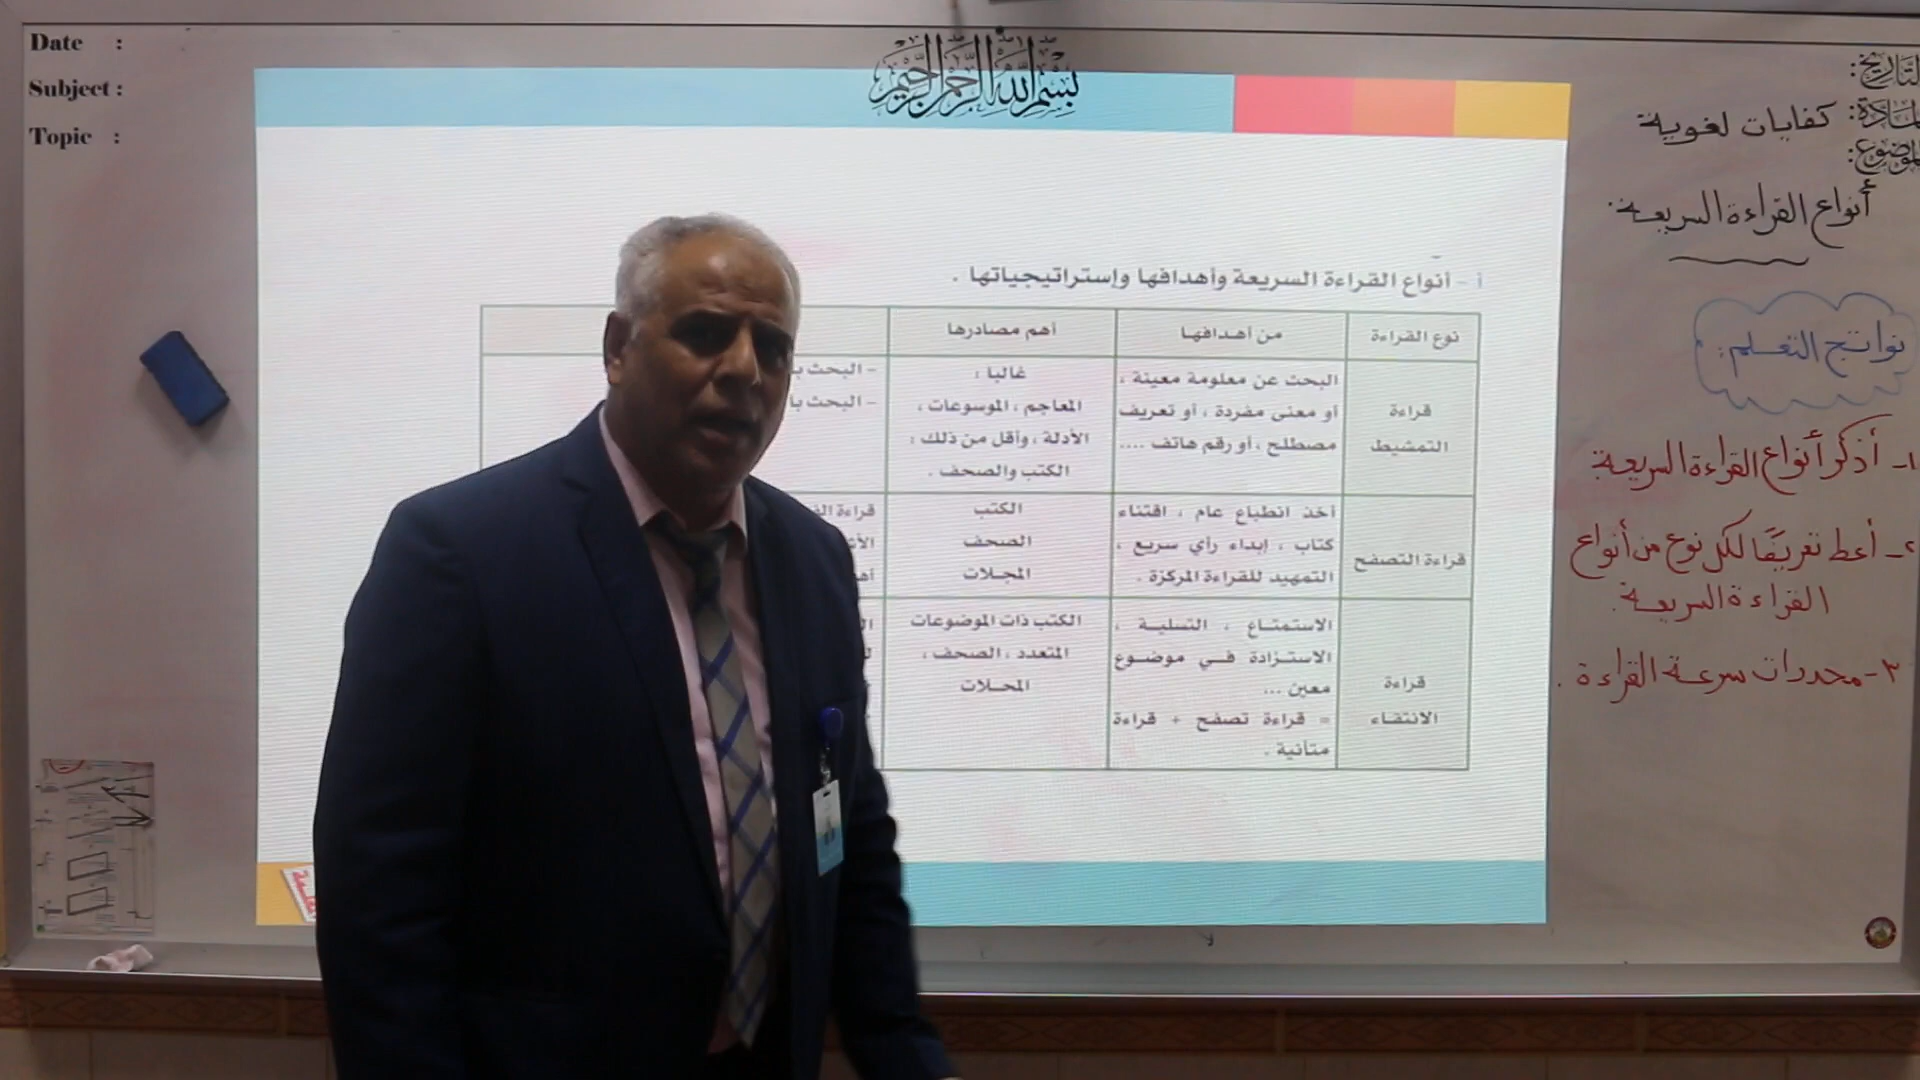 Date :
Subject :
Topic :
بسم الله الرحمن الرحيم
التاريخ:
المادة: كفايات لغوية
الموضوع:
أنواع القراءة السريعة.
نواتج التعلم:
١- أذكر أنواع القراءة السريعة
٢- أعط تعريفًا لكل نوع من أنواع
القراءة السريعة.
٣- محددات سرعة القراءة.
أ - أنواع القراءة السريعة وأهدافها وإستراتيجياتها .
نوع القراءة
من أهدافها
أهم مصادرها
قراءة
التمشيط
البحث عن معلومة معينة ،
أو معنى مفردة ، أو تعريف
مصطلح ، أو رقم هاتف ....
غالبا ،
المعاجم ، الموسوعات ،
الأدلة ، وأقل من ذلك :
الكتب والصحف .
- البحث
- البحث
قراءة التصفح
أخذ انطباع عام ، اقتناء
كتاب ، إبداء رأي سريع ،
التمهيد للقراءة المركزة .
الكتب
الصحف
المجلات
قراءة
قراءة
الانتقاء
الاستمتاع ، التسلية ،
الاستزادة في موضوع
معين ...
= قراءة تصفح + قراءة
متأنية .
الكتب ذات الموضوعات
المتعدد ، الصحف ،
المجلات